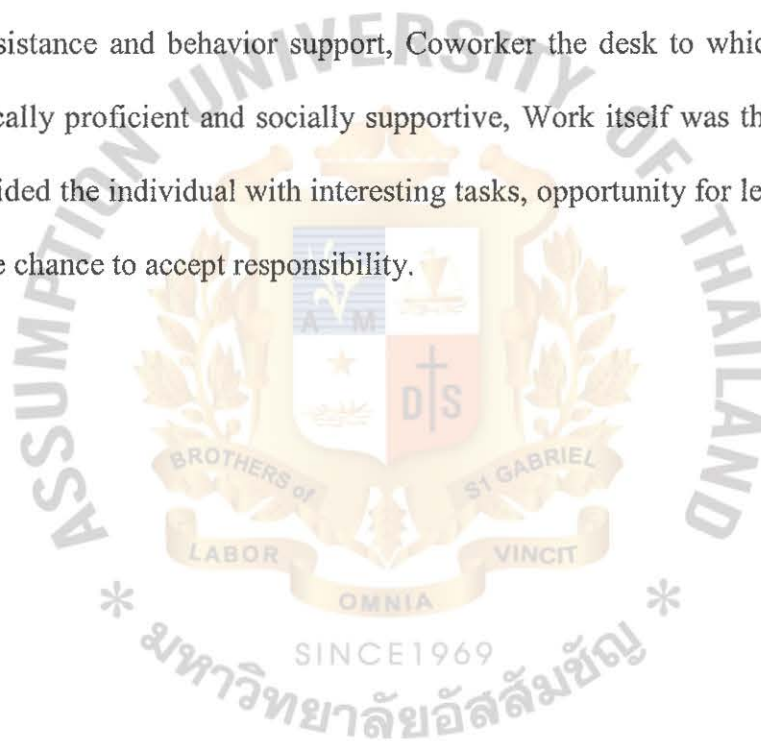 sistance and behavior support, Coworker the desk to whic
cally proficient and socially supportive, Work itself was th
ided the individual with interesting tasks, opportunity for le
e chance to accept responsibility.
ASSUMPTION UNIVERSITY OF THAILAND
A M
D S
BROTHERS of ST GABRIEL
LABOR OMNIA VINCIT
SINCE1969
* มหาวิทยาลัยอัสสัมชัญ *